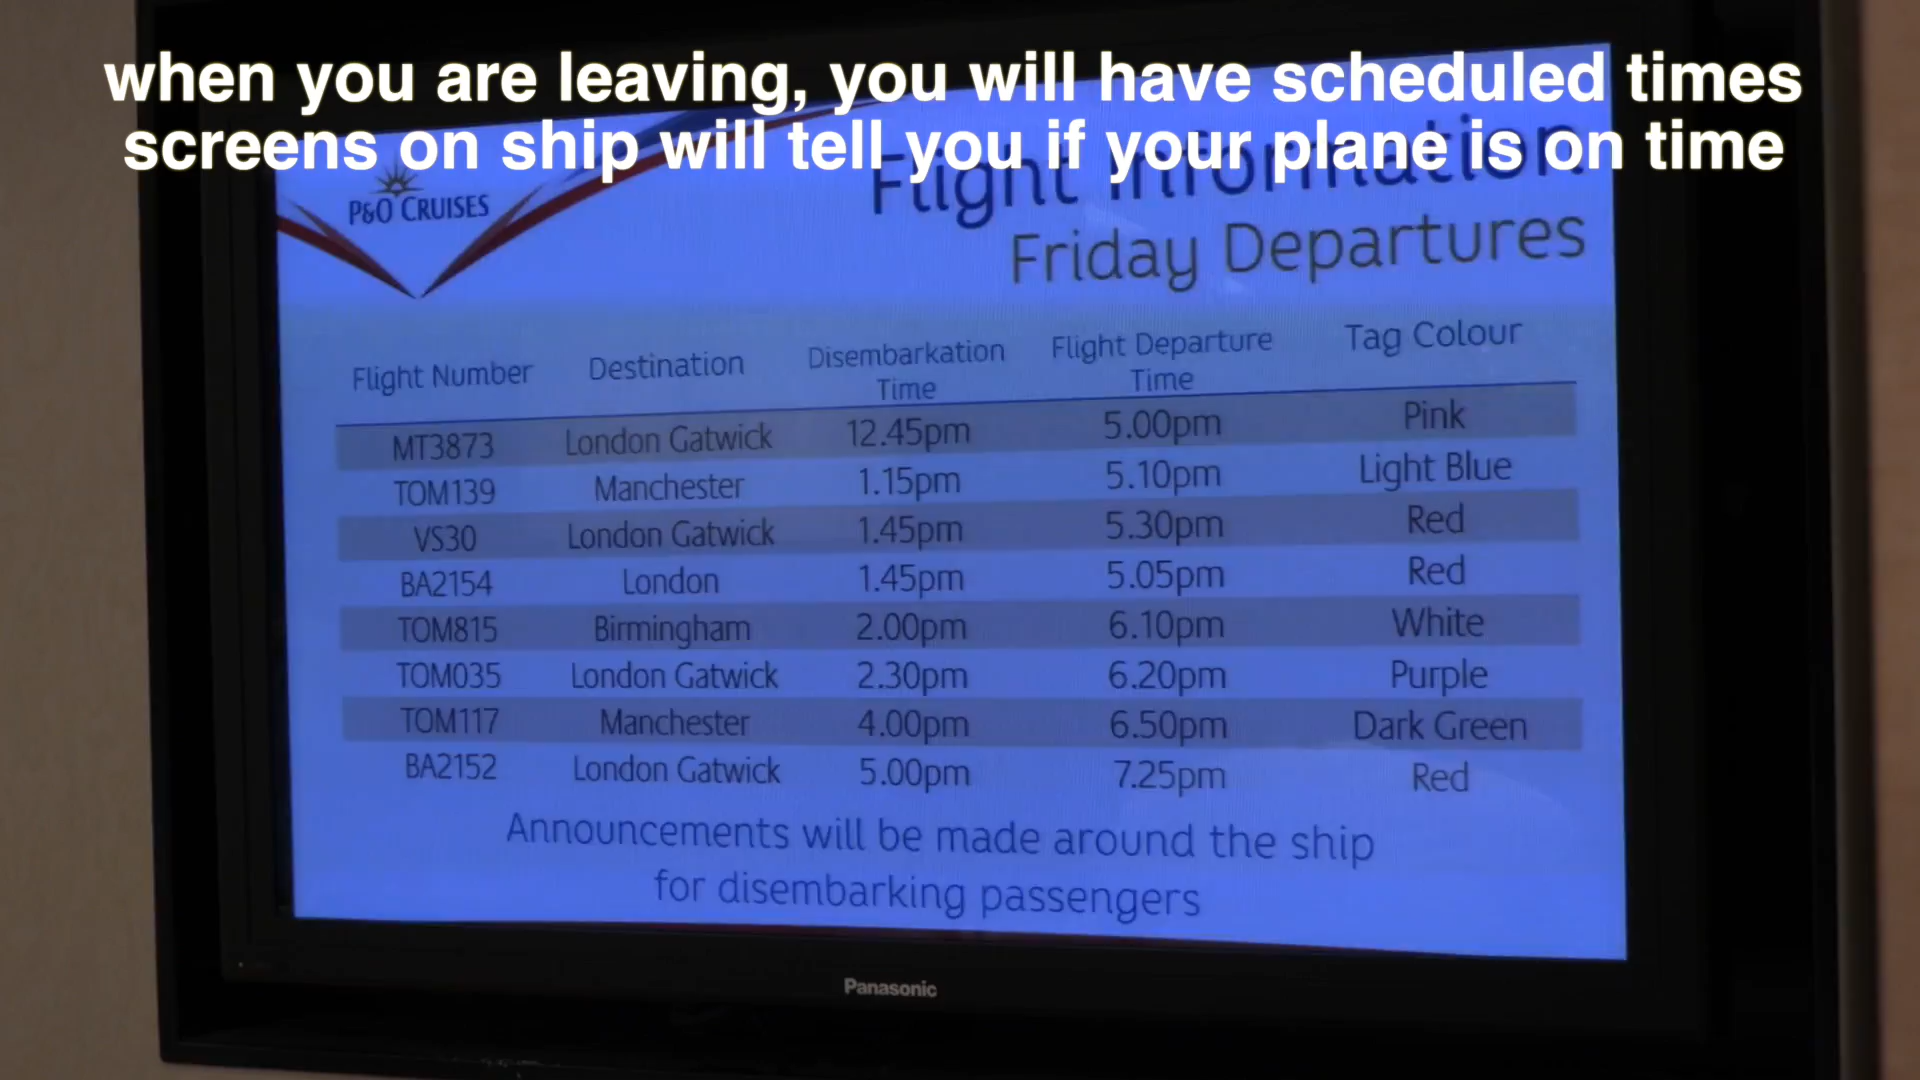 when you are leaving, you will have scheduled times
screens on ship will tell you if your plane is on time
P&O CRUISES
Flight Information
Friday Departures
Flight Number Destination Disembarkation Time Flight Departure Time Tag Colour
MT3873 London Gatwick 12.45pm 5.00pm Pink
TOM139 Manchester 1.15pm 5.10pm Light Blue
VS30 London Gatwick 1.45pm 5.30pm Red
BA2154 London 1.45pm 5.05pm Red
TOM815 Birmingham 2.00pm 6.10pm White
TOM035 London Gatwick 2.30pm 6.20pm Purple
TOM117 Manchester 4.00pm 6.50pm Dark Green
BA2152 London Gatwick 5.00pm 7.25pm Red
Announcements will be made around the ship
for disembarking passengers
Panasonic